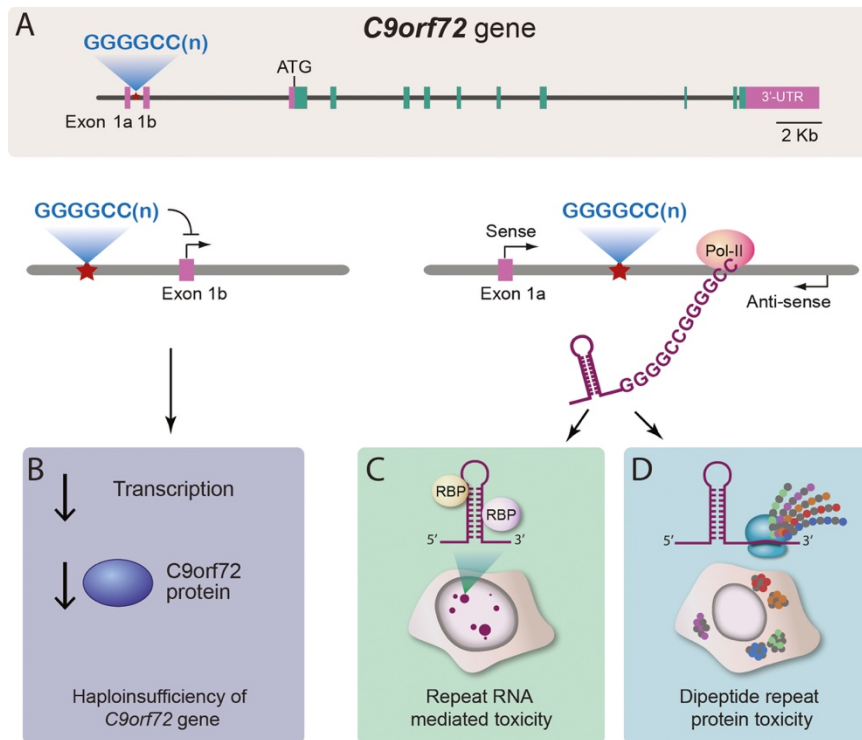 A
C9orf72 gene
GGGGCC(n)
ATG
3'-UTR
Exon 1a 1b
2 Kb
GGGGCC(n)
Exon 1b
GGGGCC(n)
Sense
Pol-II
Exon 1a
Anti-sense
GGGGCCGGGGCC
B
Transcription
C9orf72
protein
Haploinsufficiency of
C9orf72 gene
C
RBP
RBP
5'
3'
Repeat RNA
mediated toxicity
D
5'
3'
Dipeptide repeat
protein toxicity